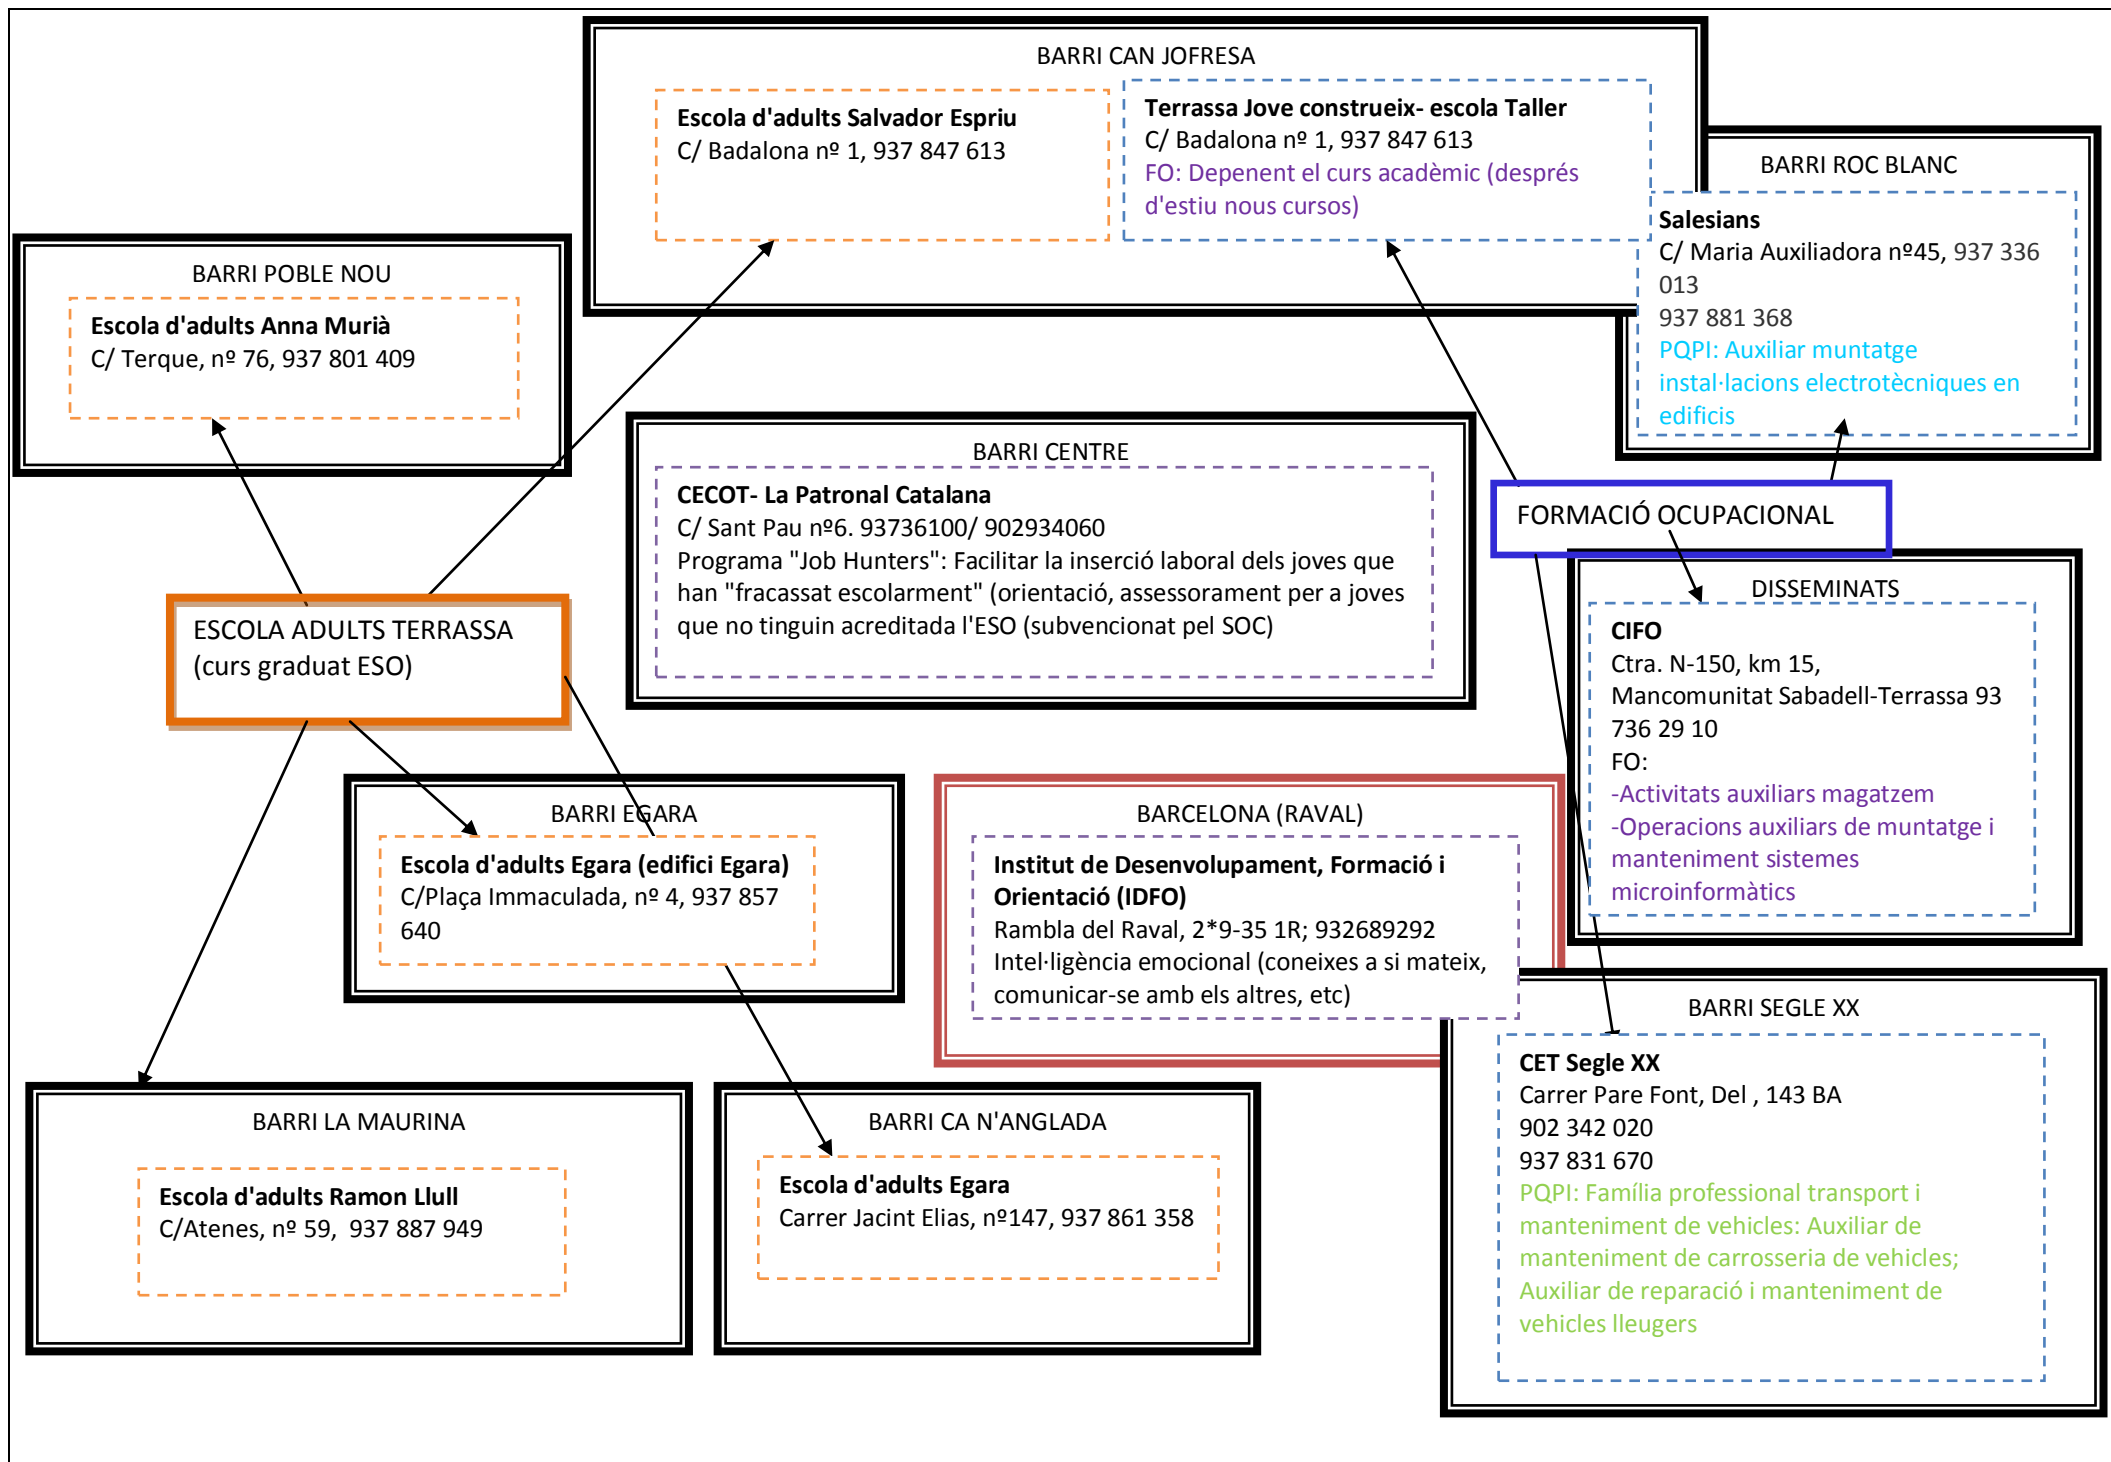 BARRI CAN JOFRESA
Escola d'adults Salvador Espriu
C/ Badalona nº 1, 937 847 613
Terrassa Jove construeix- escola Taller
C/ Badalona nº 1, 937 847 613
FO: Depenent el curs acadèmic (després
d'estiu nous cursos)
BARRI ROC BLANC
Salesians
C/ Maria Auxiliadora nº45, 937 336
013
937 881 368
PQPI: Auxiliar muntatge
instal·lacions electrotècniques en
edificis
BARRI POBLE NOU
Escola d'adults Anna Murià
C/ Terque, nº 76, 937 801 409
BARRI CENTRE
CECOT- La Patronal Catalana
C/ Sant Pau nº6. 93736100/ 902934060
Programa "Job Hunters": Facilitar la inserció laboral dels joves que
han "fracassat escolarment" (orientació, assessorament per a joves
que no tinguin acreditada l'ESO (subvencionat pel SOC)
FORMACIÓ OCUPACIONAL
ESCOLA ADULTS TERRASSA
(curs graduat ESO)
DISSEMINATS
CIFO
Ctra. N-150, km 15,
Mancomunitat Sabadell-Terrassa 93
736 29 10
FO:
-Activitats auxiliars magatzem
-Operacions auxiliars de muntatge i
manteniment sistemes
microinformàtics
BARRI EGARA
Escola d'adults Egara (edifici Egara)
C/Plaça Immaculada, nº 4, 937 857
640
BARCELONA (RAVAL)
Institut de Desenvolupament, Formació i
Orientació (IDFO)
Rambla del Raval, 2*9-35 1R; 932689292
Intel·ligència emocional (coneixes a si mateix,
comunicar-se amb els altres, etc)
BARRI SEGLE XX
CET Segle XX
Carrer Pare Font, Del , 143 BA
902 342 020
937 831 670
PQPI: Família professional transport i
manteniment de vehicles: Auxiliar de
manteniment de carrosseria de vehicles;
Auxiliar de reparació i manteniment de
vehicles lleugers
BARRI LA MAURINA
Escola d'adults Ramon Llull
C/Atenes, nº 59,  937 887 949
BARRI CA N'ANGLADA
Escola d'adults Egara
Carrer Jacint Elias, nº147, 937 861 358